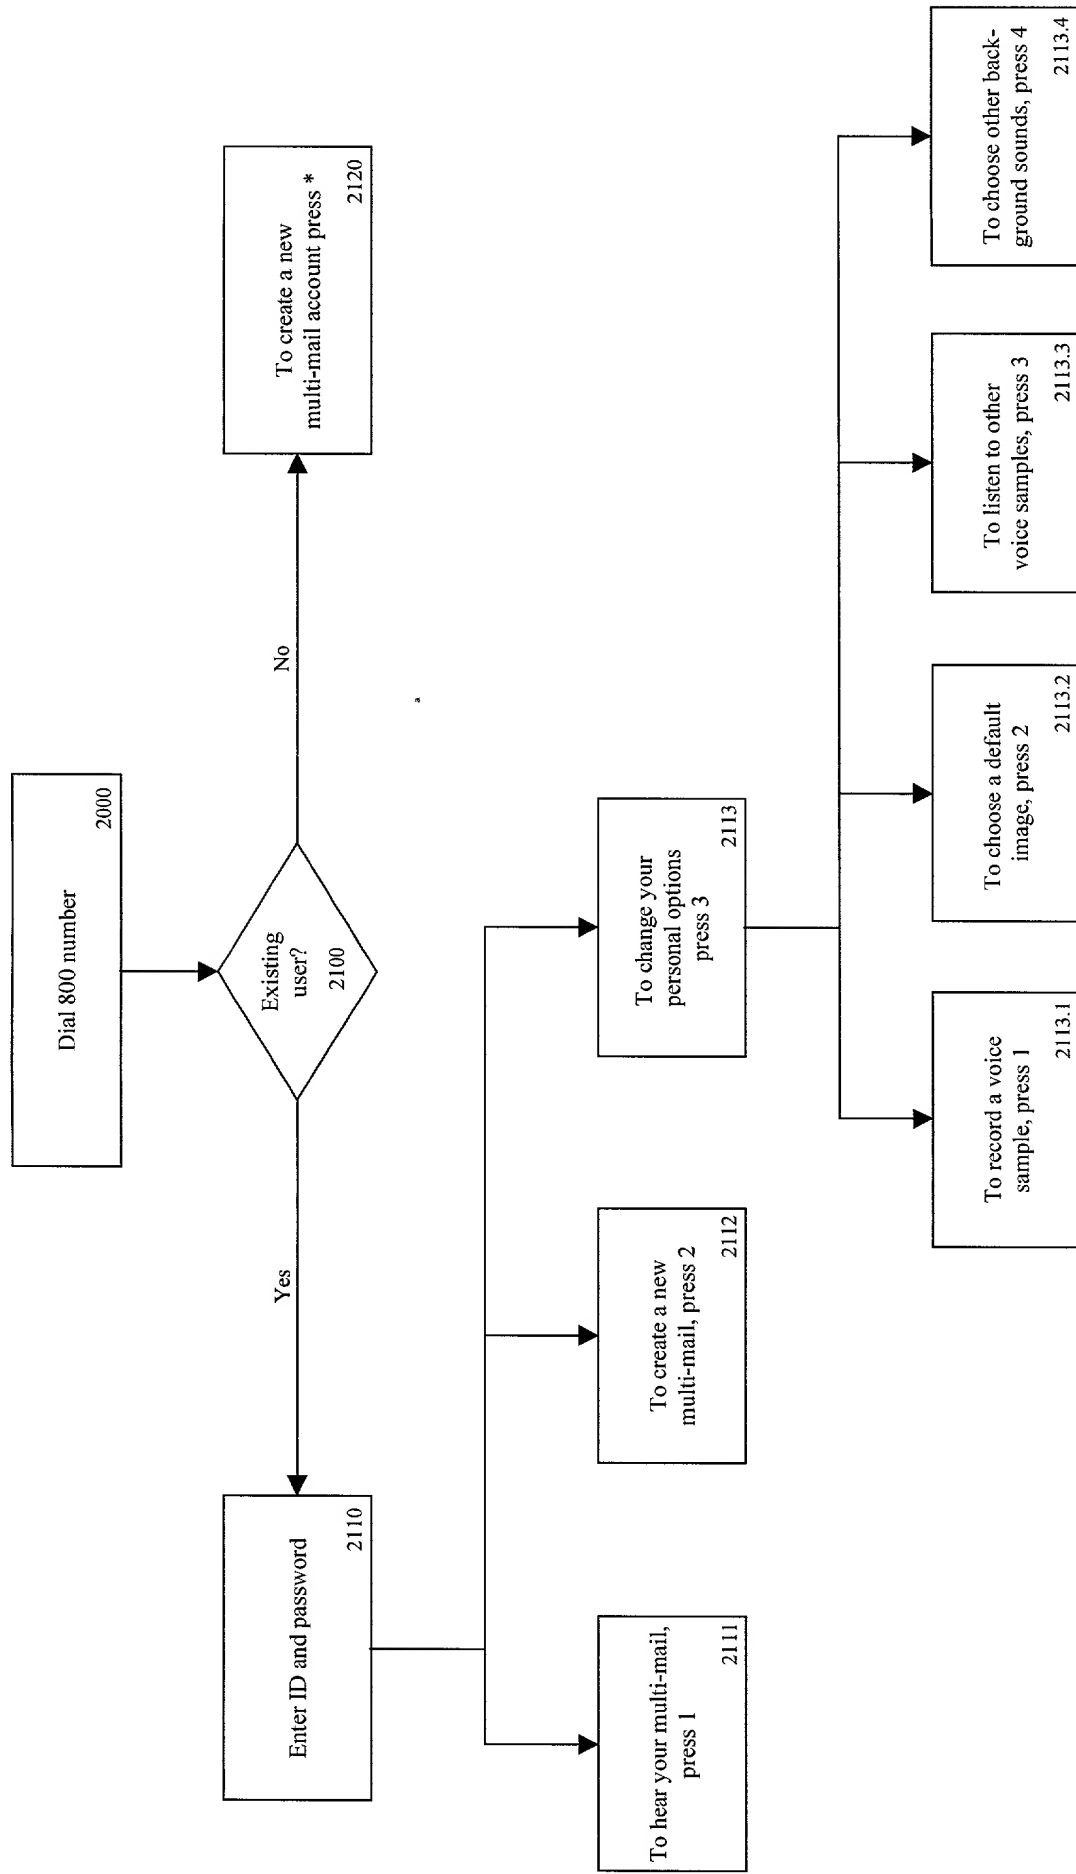 Dial 800 number
2000
Existing
user?
2100
Yes
No
Enter ID and password
2110
To create a new
multi-mail account press *
2120
To hear your multi-mail,
press 1
2111
To create a new
multi-mail, press 2
2112
To change your
personal options
press 3
2113
To record a voice
sample, press 1
2113.1
To choose a default
image, press 2
2113.2
To listen to other
voice samples, press 3
2113.3
To choose other back-
ground sounds, press 4
2113.4